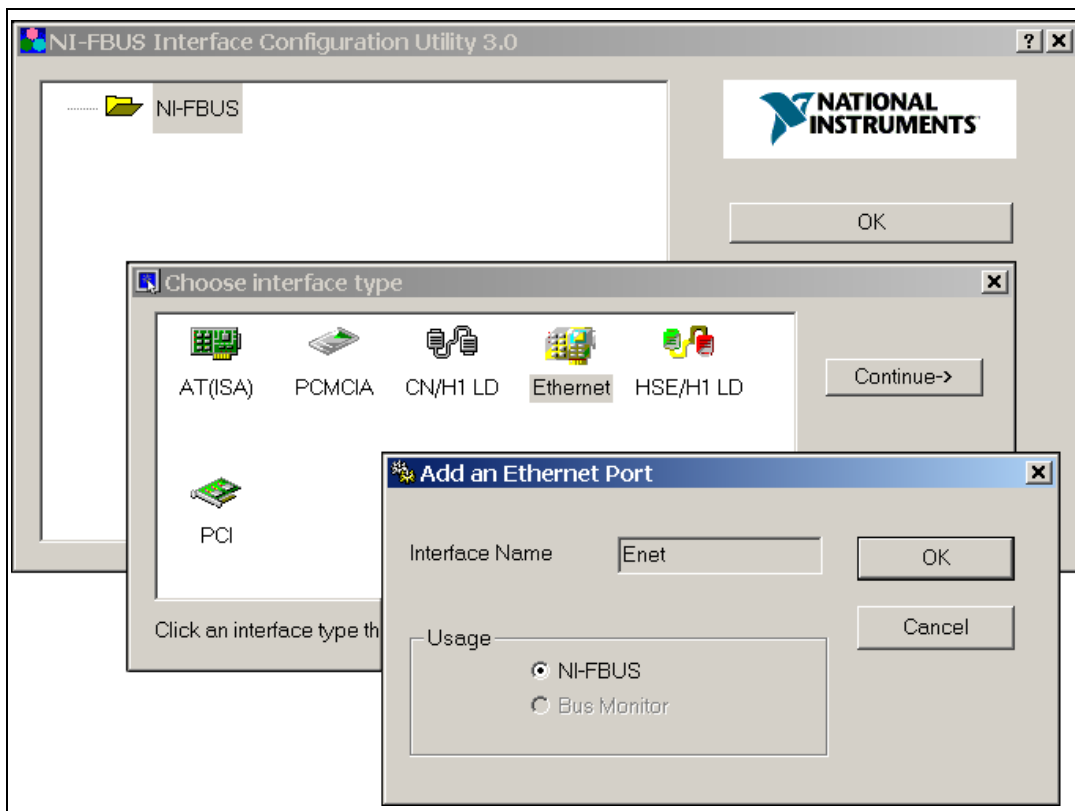 NI-FBUS Interface Configuration Utility 3.0
NI-FBUS
NATIONAL
INSTRUMENTS
OK
Choose interface type
AT(ISA) PCMCIA CN/H1 LD Ethernet HSE/H1 LD
Continue->
PCI
Click an interface type th
Add an Ethernet Port
Interface Name Enet
OK
Cancel
Usage
NI-FBUS
Bus Monitor